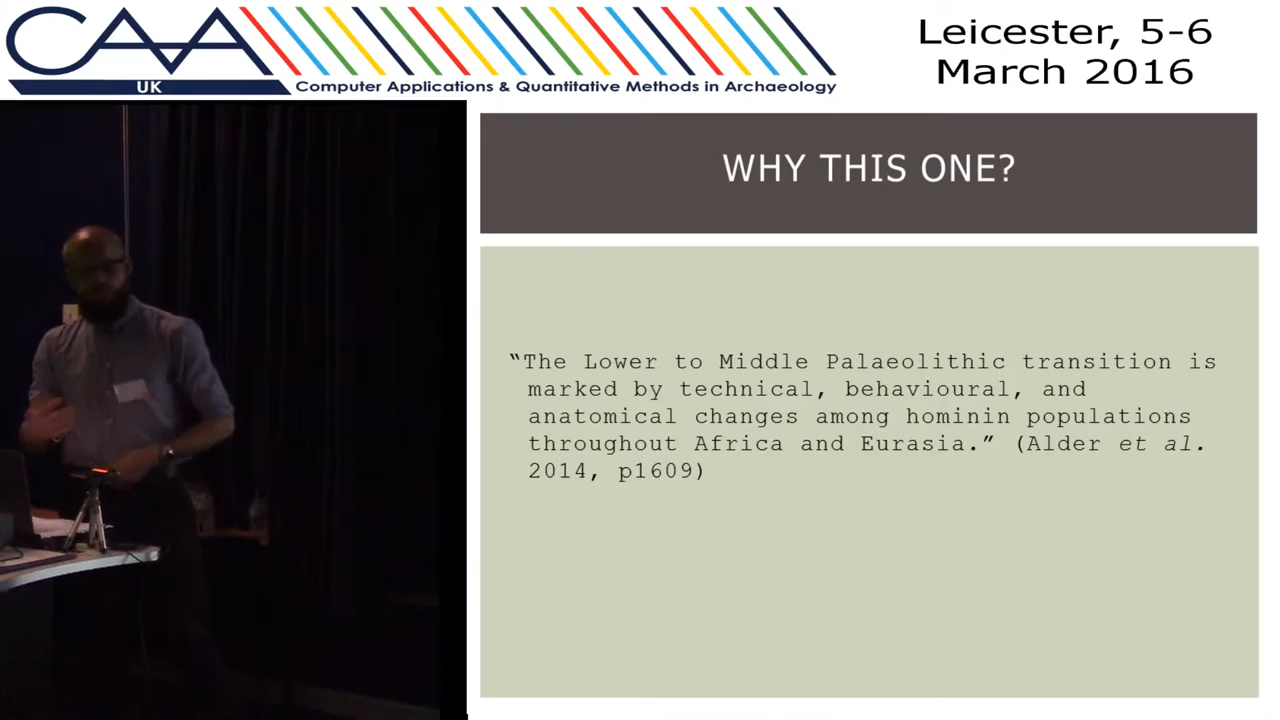 CAA
UK
Computer Applications & Quantitative Methods in Archaeology
Leicester, 5-6
March 2016
WHY THIS ONE?
“The Lower to Middle Palaeolithic transition is
marked by technical, behavioural, and
anatomical changes among hominin populations
throughout Africa and Eurasia.” (Alder et al.
2014, p1609)